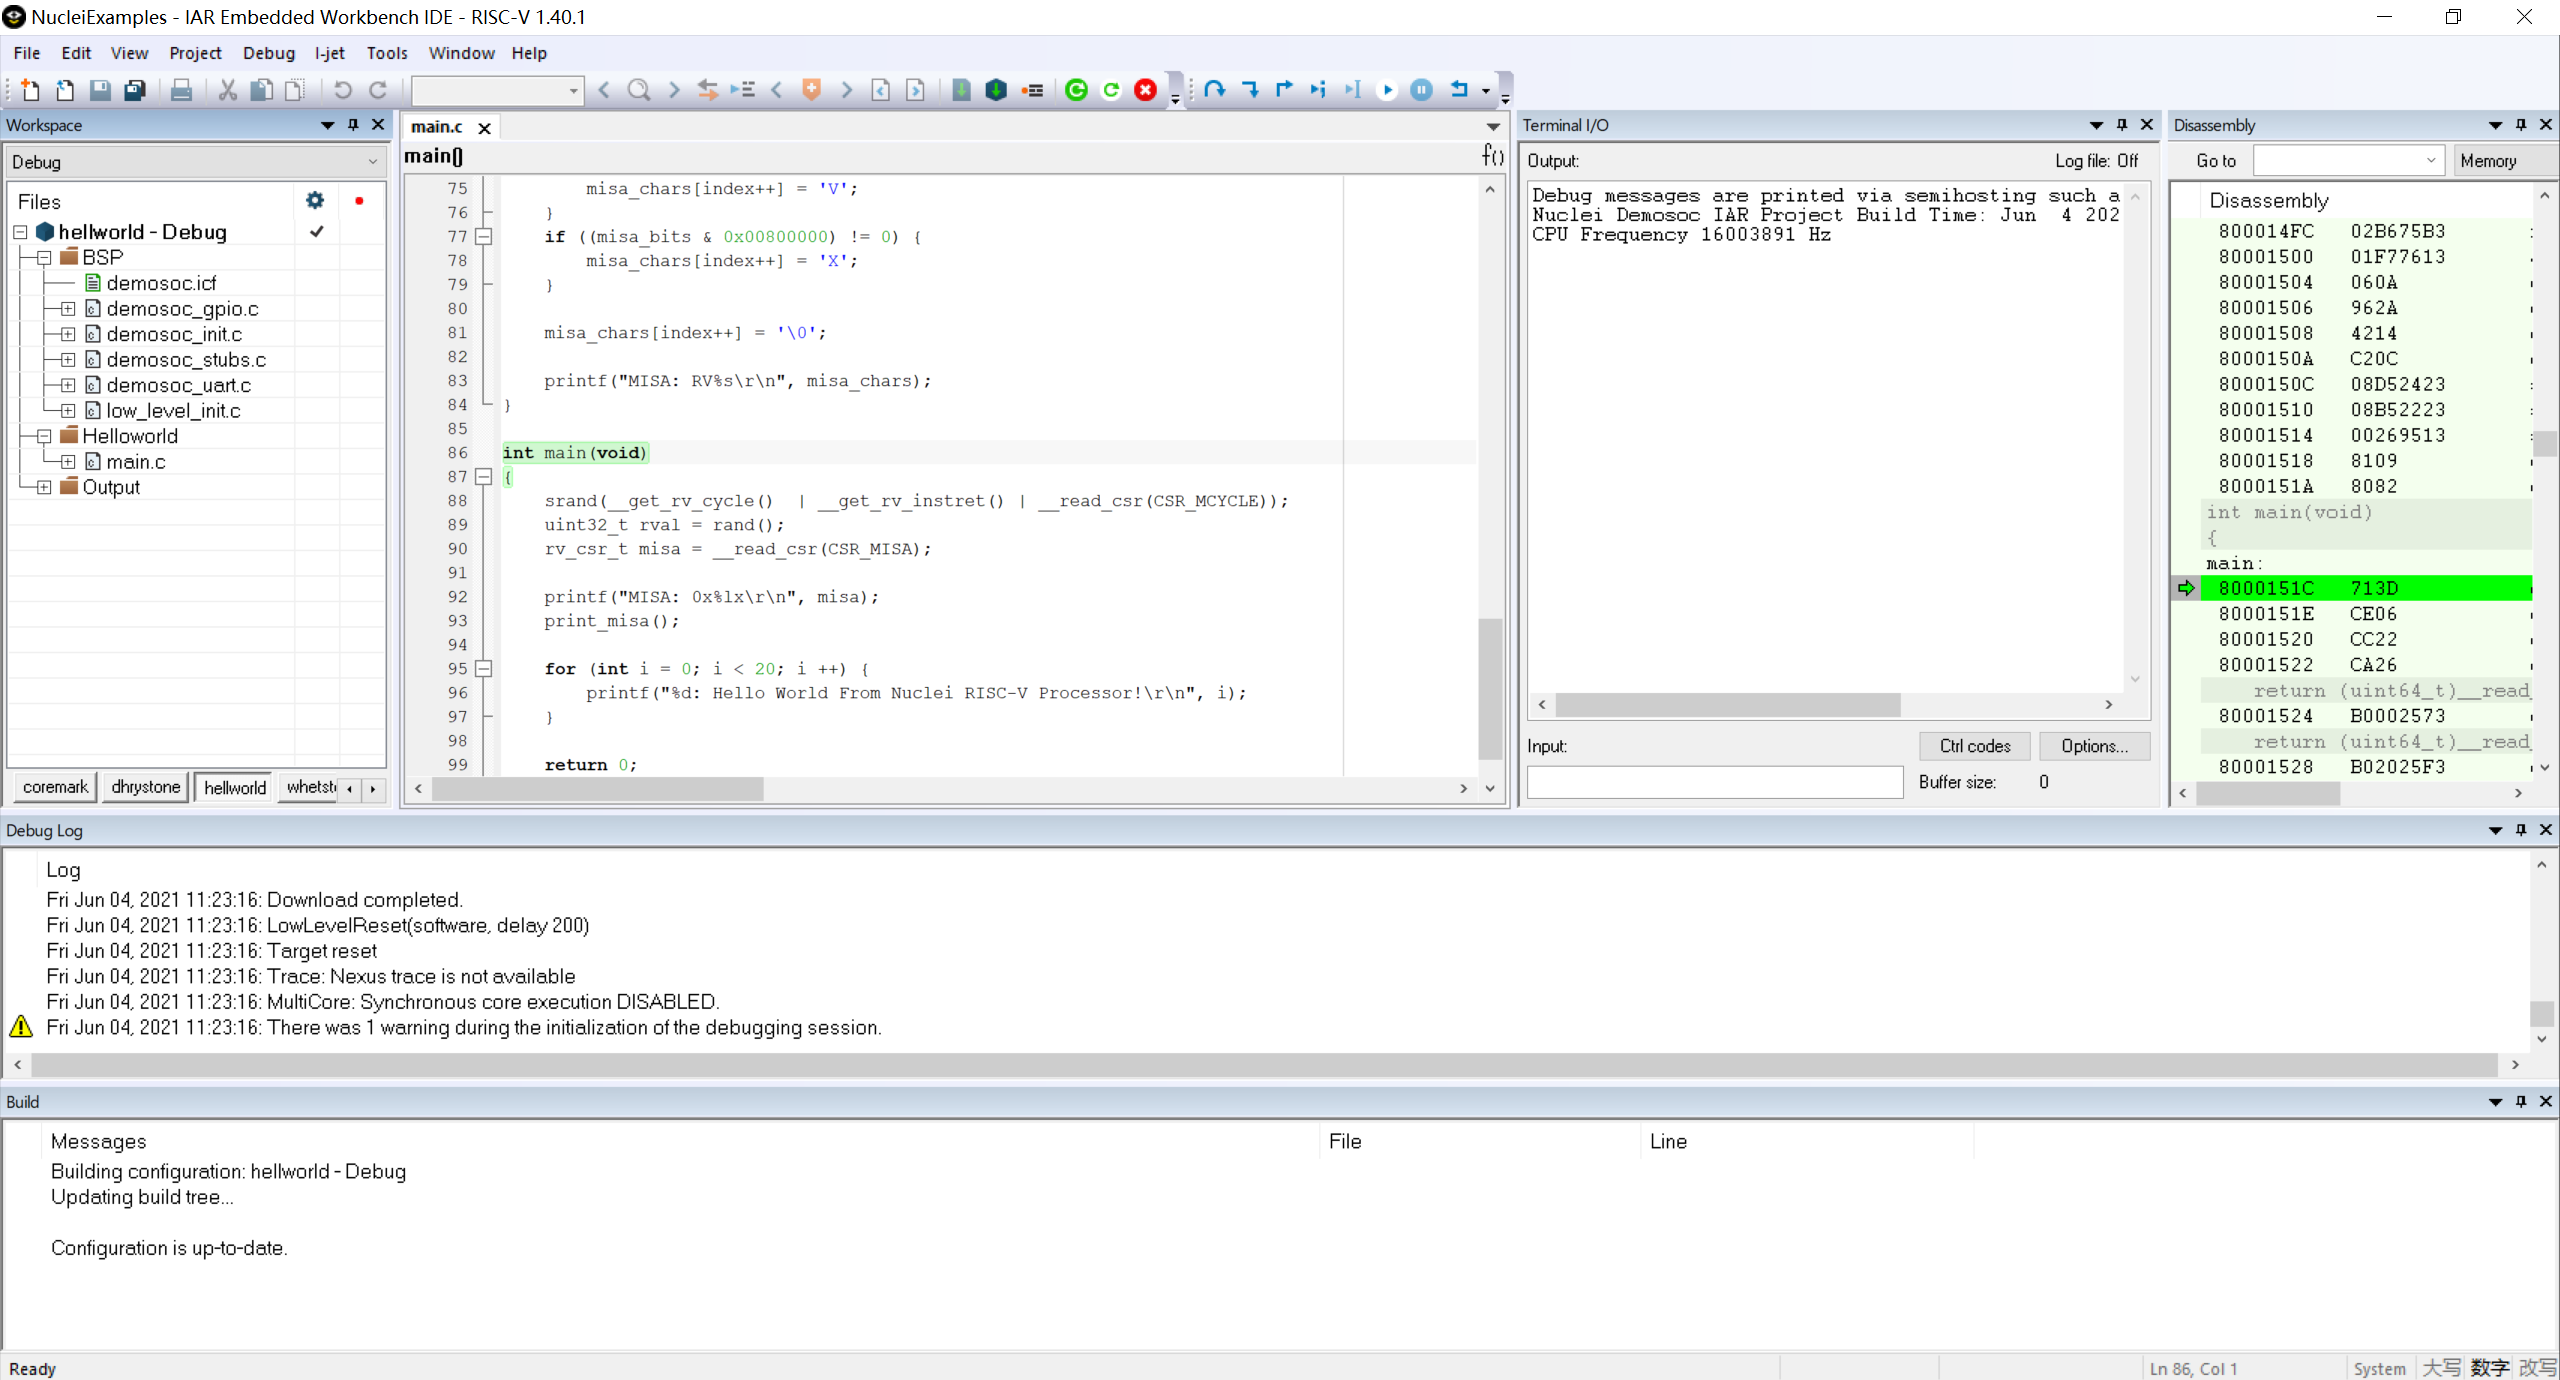 NucleiExamples - IAR Embedded Workbench IDE - RISC-V 1.40.1
File Edit View Project Debug I-jet Tools Window Help
Workspace
Debug
Files
hellworld - Debug
BSP
demosoc.icf
demosoc_gpio.c
demosoc_init.c
demosoc_stubs.c
demosoc_uart.c
low_level_init.c
Helloworld
main.c
Output
coremark dhrystone hellworld whetst
main.c
main()
f()
75 misa_chars[index++] = 'V';
76 }
77 if ((misa_bits & 0x00800000) != 0) {
78 misa_chars[index++] = 'X';
79 }
80
81 misa_chars[index++] = '\0';
82
83 printf("MISA: RV%s\r\n", misa_chars);
84 }
85
86 int main(void)
87 {
88 srand(__get_rv_cycle() | __get_rv_instret() | __read_csr(CSR_MCYCLE));
89 uint32_t rval = rand();
90 rv_csr_t misa = __read_csr(CSR_MISA);
91
92 printf("MISA: 0x%lx\r\n", misa);
93 print_misa();
94
95 for (int i = 0; i < 20; i ++) {
96 printf("%d: Hello World From Nuclei RISC-V Processor!\r\n", i);
97 }
98
99 return 0;
Terminal I/O
Output: Log file: Off
Debug messages are printed via semihosting such a
Nuclei Demosoc IAR Project Build Time: Jun 4 202
CPU Frequency 16003891 Hz
Input: Ctrl codes Options...
Buffer size: 0
Disassembly
Go to Memory
Disassembly
800014FC 02B675B3
80001500 01F77613
80001504 060A
80001506 962A
80001508 4214
8000150A C20C
8000150C 08D52423
80001510 08B52223
80001514 00269513
80001518 8109
8000151A 8082
int main(void)
{
main:
8000151C 713D
8000151E CE06
80001520 CC22
80001522 CA26
return (uint64_t)__read_
80001524 B0002573
return (uint64_t)__read_
80001528 B02025F3
Debug Log
Log
Fri Jun 04, 2021 11:23:16: Download completed.
Fri Jun 04, 2021 11:23:16: LowLevelReset(software, delay 200)
Fri Jun 04, 2021 11:23:16: Target reset
Fri Jun 04, 2021 11:23:16: Trace: Nexus trace is not available
Fri Jun 04, 2021 11:23:16: MultiCore: Synchronous core execution DISABLED.
Fri Jun 04, 2021 11:23:16: There was 1 warning during the initialization of the debugging session.
Build
Messages File Line
Building configuration: hellworld - Debug
Updating build tree...
Configuration is up-to-date.
Ready Ln 86, Col 1 System 大写 数字 改写